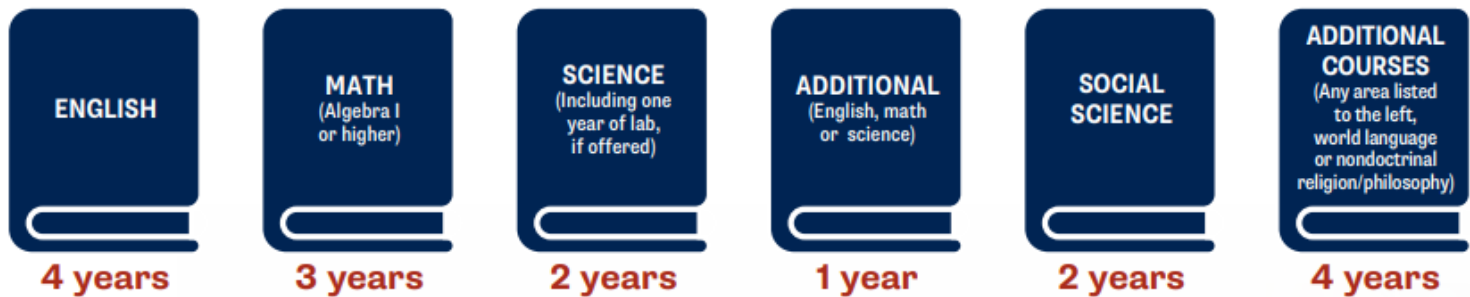 ENGLISH
4 years
MATH
(Algebra I
or higher)
3 years
SCIENCE
(Including one
year of lab,
if offered)
2 years
ADDITIONAL
(English, math
or science)
1 year
SOCIAL
SCIENCE
2 years
ADDITIONAL
COURSES
(Any area listed
to the left,
world language
or nondoctrinal
religion/philosophy)
4 years